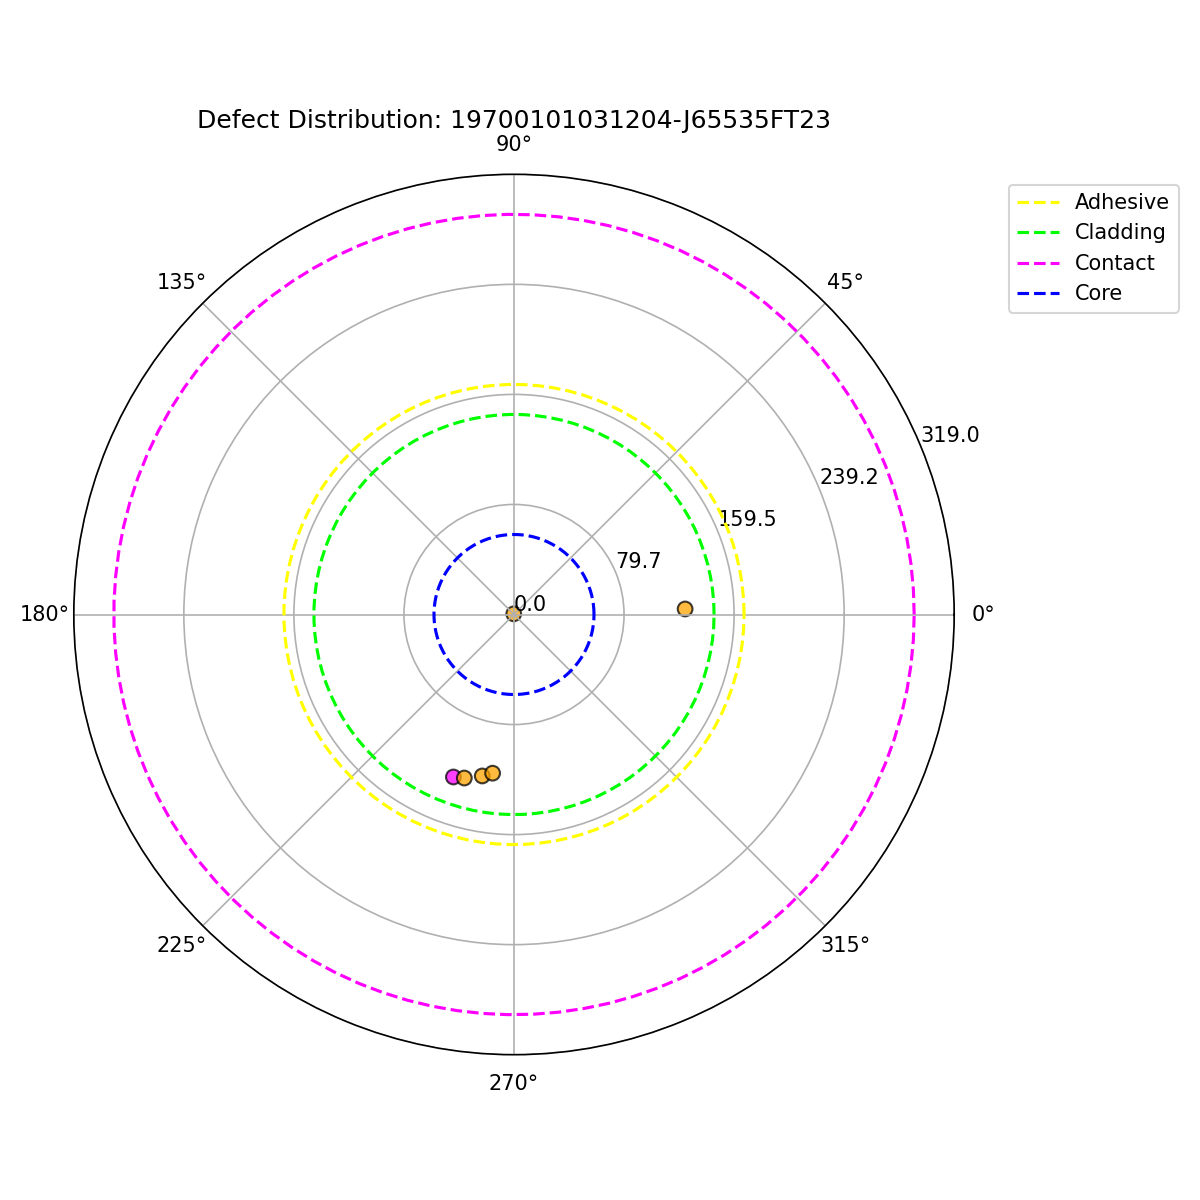 Defect Distribution: 19700101031204-J65535FT23
90°
135°
45°
Adhesive
Cladding
Contact
Core
319.0
239.2
159.5
79.7
0.0
180°
0°
225°
315°
270°